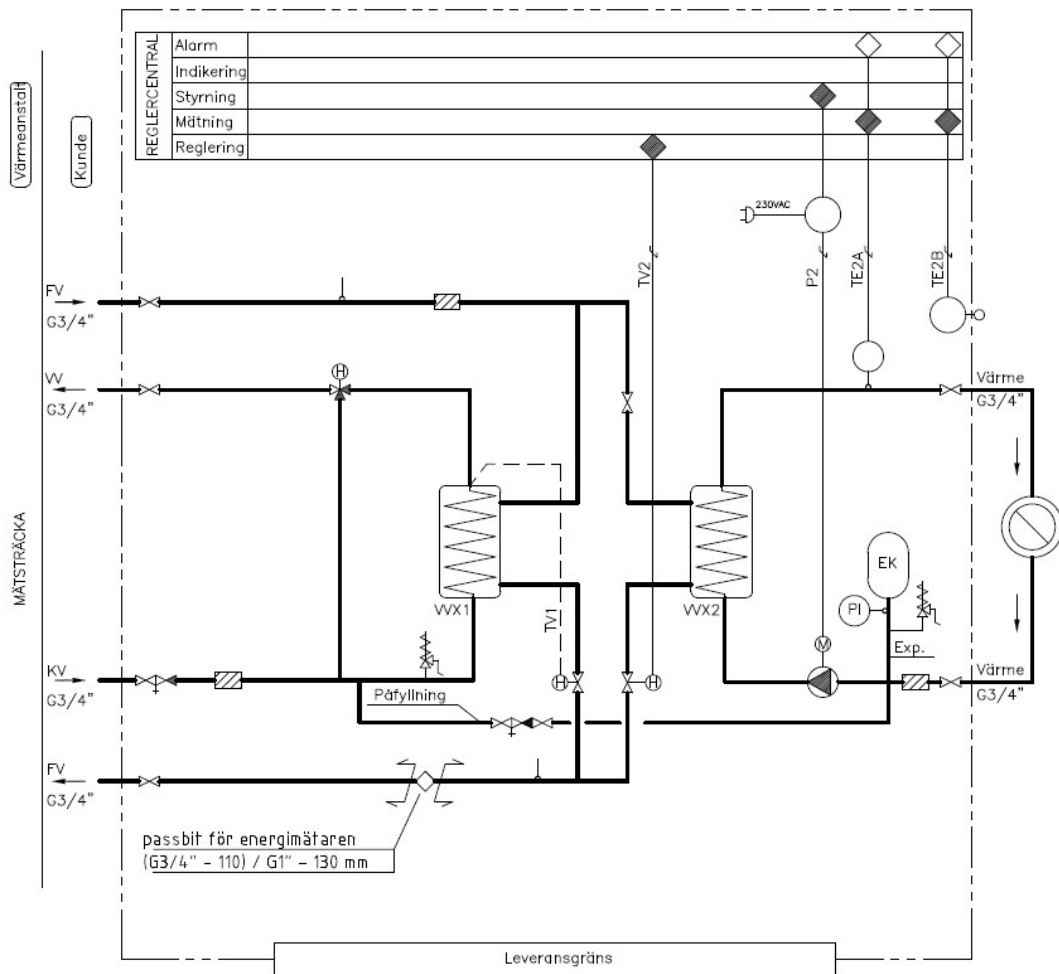 REGLERCENTRAL
Alarm
Indikering
Styrning
Mätning
Reglering
Värmeanstalt
Kunde
MÄTSTRÄCKA
230VAC
TV2
P2
TE2A
TE2B
FV
G3/4"
VV
G3/4"
Värme
G3/4"
H
VVX1
TV1
VVX2
EK
PI
Exp.
M
KV
G3/4"
Påfyllning
H
H
Värme
G3/4"
FV
G3/4"
passbit för energimätaren
(G3/4" - 110) / G1" - 130 mm
Leveransgräns